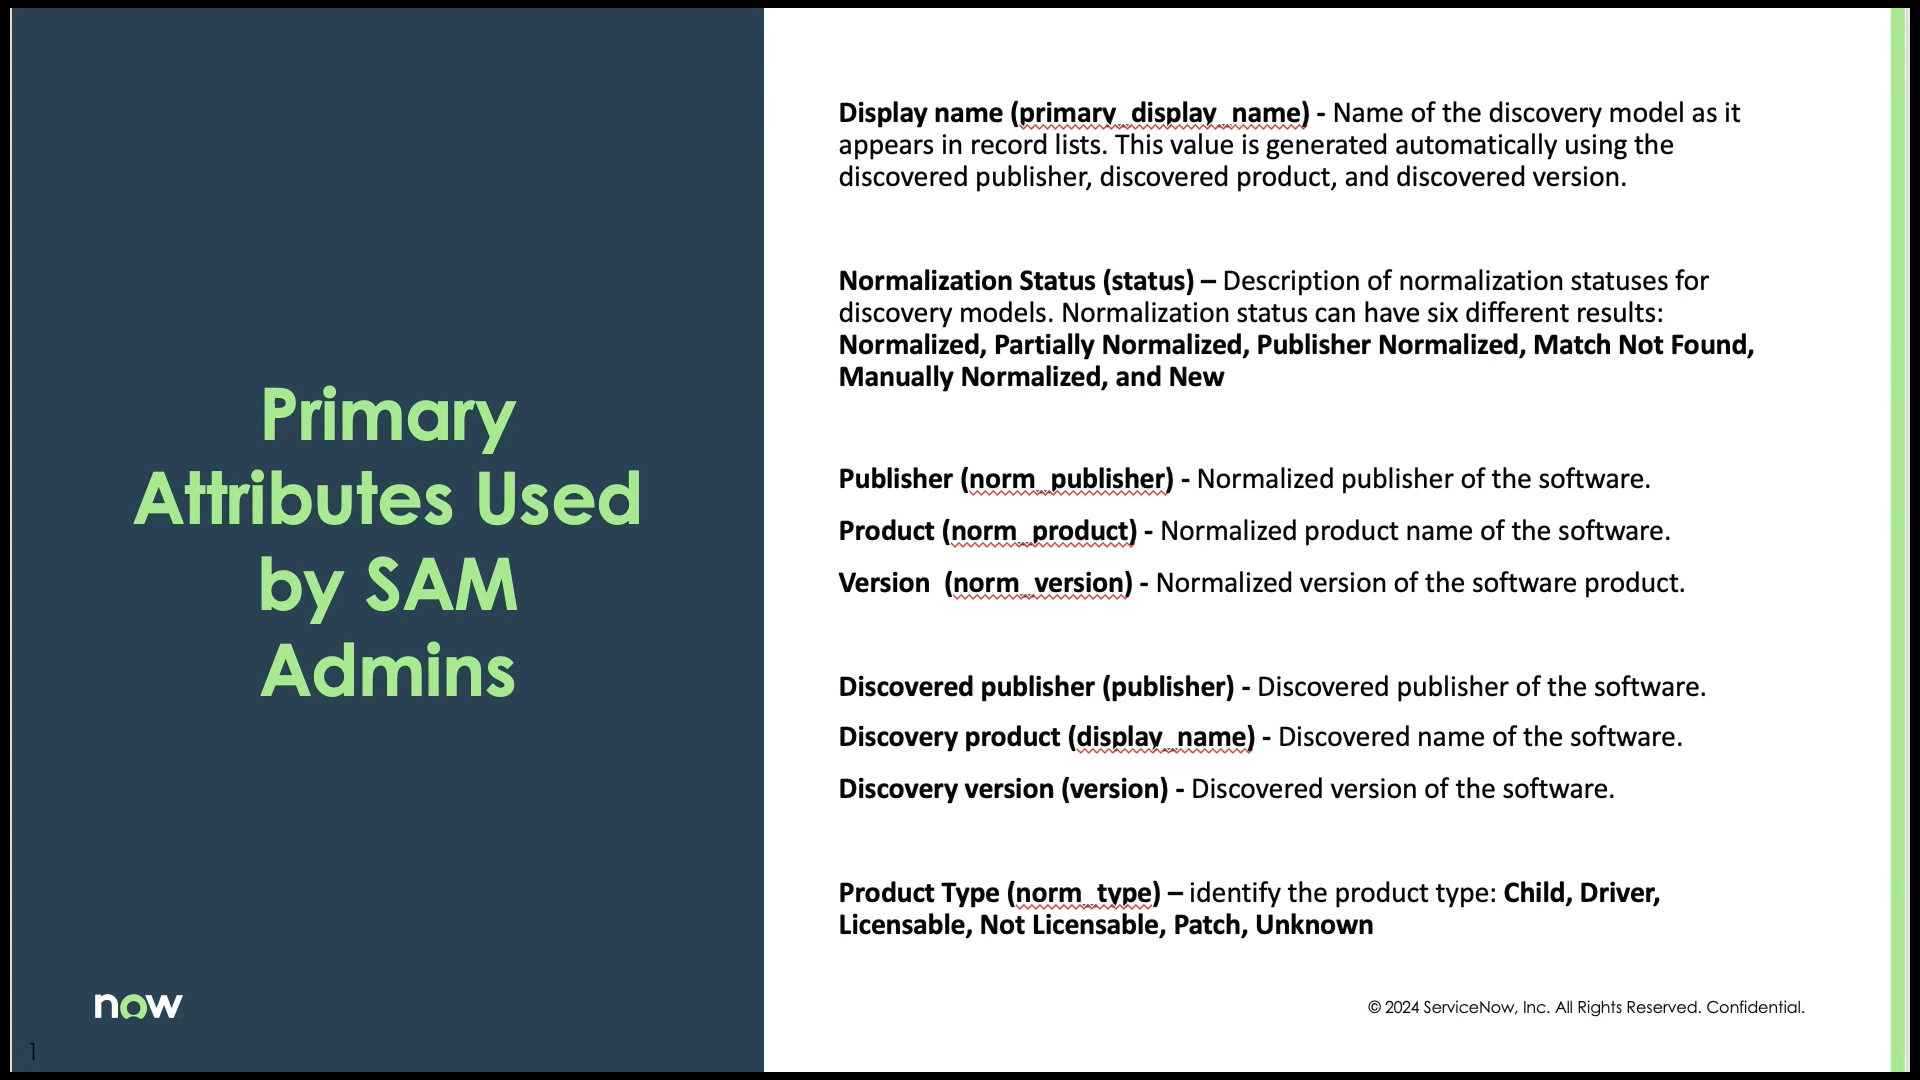 Primary
Attributes Used
by SAM
Admins
now
1
Display name (primary_display_name) - Name of the discovery model as it
appears in record lists. This value is generated automatically using the
discovered publisher, discovered product, and discovered version.
Normalization Status (status) – Description of normalization statuses for
discovery models. Normalization status can have six different results:
Normalized, Partially Normalized, Publisher Normalized, Match Not Found,
Manually Normalized, and New
Publisher (norm_publisher) - Normalized publisher of the software.
Product (norm_product) - Normalized product name of the software.
Version  (norm_version) - Normalized version of the software product.
Discovered publisher (publisher) - Discovered publisher of the software.
Discovery product (display_name) - Discovered name of the software.
Discovery version (version) - Discovered version of the software.
Product Type (norm_type) – identify the product type: Child, Driver,
Licensable, Not Licensable, Patch, Unknown
© 2024 ServiceNow, Inc. All Rights Reserved. Confidential.